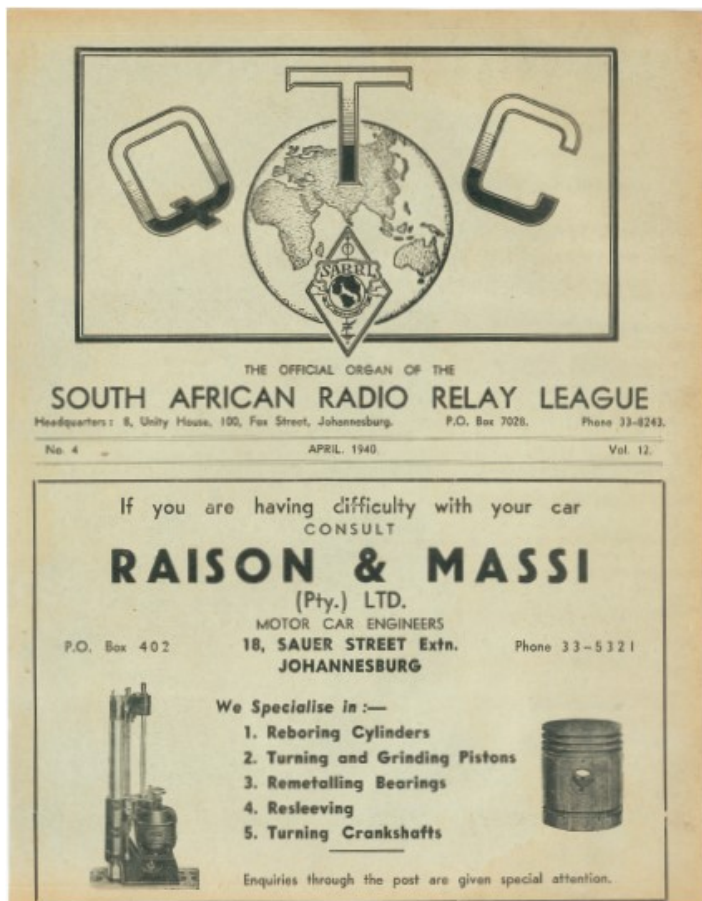 QTC
SARRL
THE OFFICIAL ORGAN OF THE
SOUTH AFRICAN RADIO RELAY LEAGUE
Headquarters: 8, Unity House, 100, Fox Street, Johannesburg. P.O. Box 7028. Phone 33-8243.
No. 4 APRIL. 1940 Vol. 12.
If you are having difficulty with your car
CONSULT
RAISON & MASSI
(Pty.) LTD.
MOTOR CAR ENGINEERS
P.O. Box 402 18, SAUER STREET Extn. Phone 33-5321
JOHANNESBURG
We Specialise in :—
1. Reboring Cylinders
2. Turning and Grinding Pistons
3. Remetalling Bearings
4. Resleeving
5. Turning Crankshafts
Enquiries through the post are given special attention.